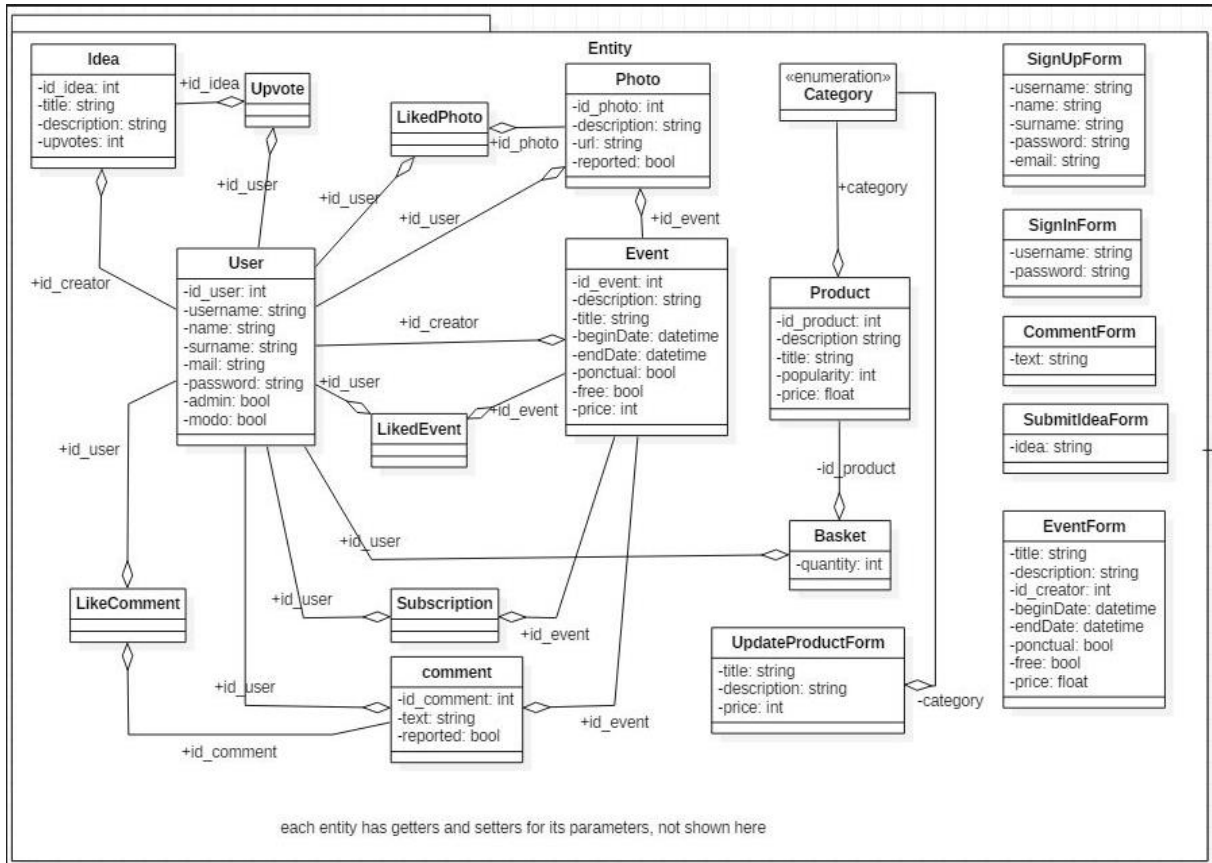 Entity
Idea
-id_idea: int
-title: string
-description: string
-upvotes: int
+id_idea
Upvote
+id_user
LikedPhoto
+id_photo
+id_user
Photo
-id_photo: int
-description: string
-url: string
-reported: bool
+id_user
+id_event
«enumeration»
Category
+category
SignUpForm
-username: string
-name: string
-surname: string
-password: string
-email: string
SignInForm
-username: string
-password: string
+id_creator
User
-id_user: int
-username: string
-name: string
-surname: string
-mail: string
-password: string
-admin: bool
-modo: bool
+id_creator
Event
-id_event: int
-description: string
-title: string
-beginDate: datetime
-endDate: datetime
-ponctual: bool
-free: bool
-price: int
+id_user
LikedEvent
+id_event
Product
-id_product: int
-description string
-title: string
-popularity: int
-price: float
CommentForm
-text: string
SubmitIdeaForm
-idea: string
+id_user
-id_product
+id_user
Basket
-quantity: int
EventForm
-title: string
-description: string
-id_creator: int
-beginDate: datetime
-endDate: datetime
-ponctual: bool
-free: bool
-price: float
LikeComment
+id_user
Subscription
+id_event
UpdateProductForm
-title: string
-description: string
-price: int
-category
+id_user
comment
-id_comment: int
-text: string
-reported: bool
+id_event
+id_comment
each entity has getters and setters for its parameters, not shown here